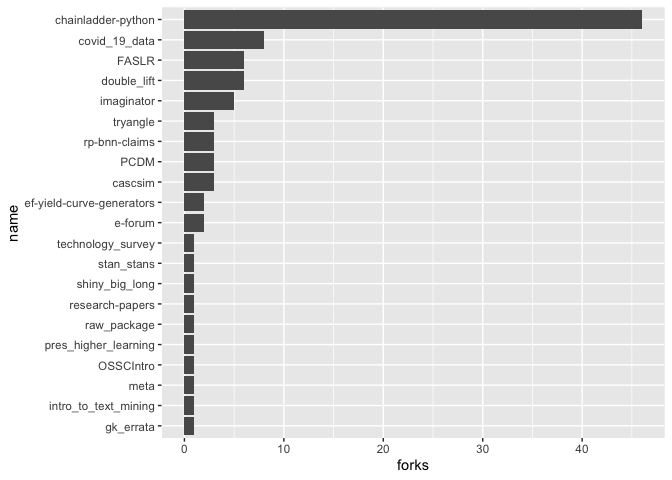 chainladder-python
covid_19_data
FASLR
double_lift
imaginator
tryangle
rp-bnn-claims
PCDM
cascsim
ef-yield-curve-generators
e-forum
technology_survey
stan_stans
shiny_big_long
research-papers
raw_package
pres_higher_learning
OSSCIntro
meta
intro_to_text_mining
gk_errata
name
0 10 20 30 40
forks